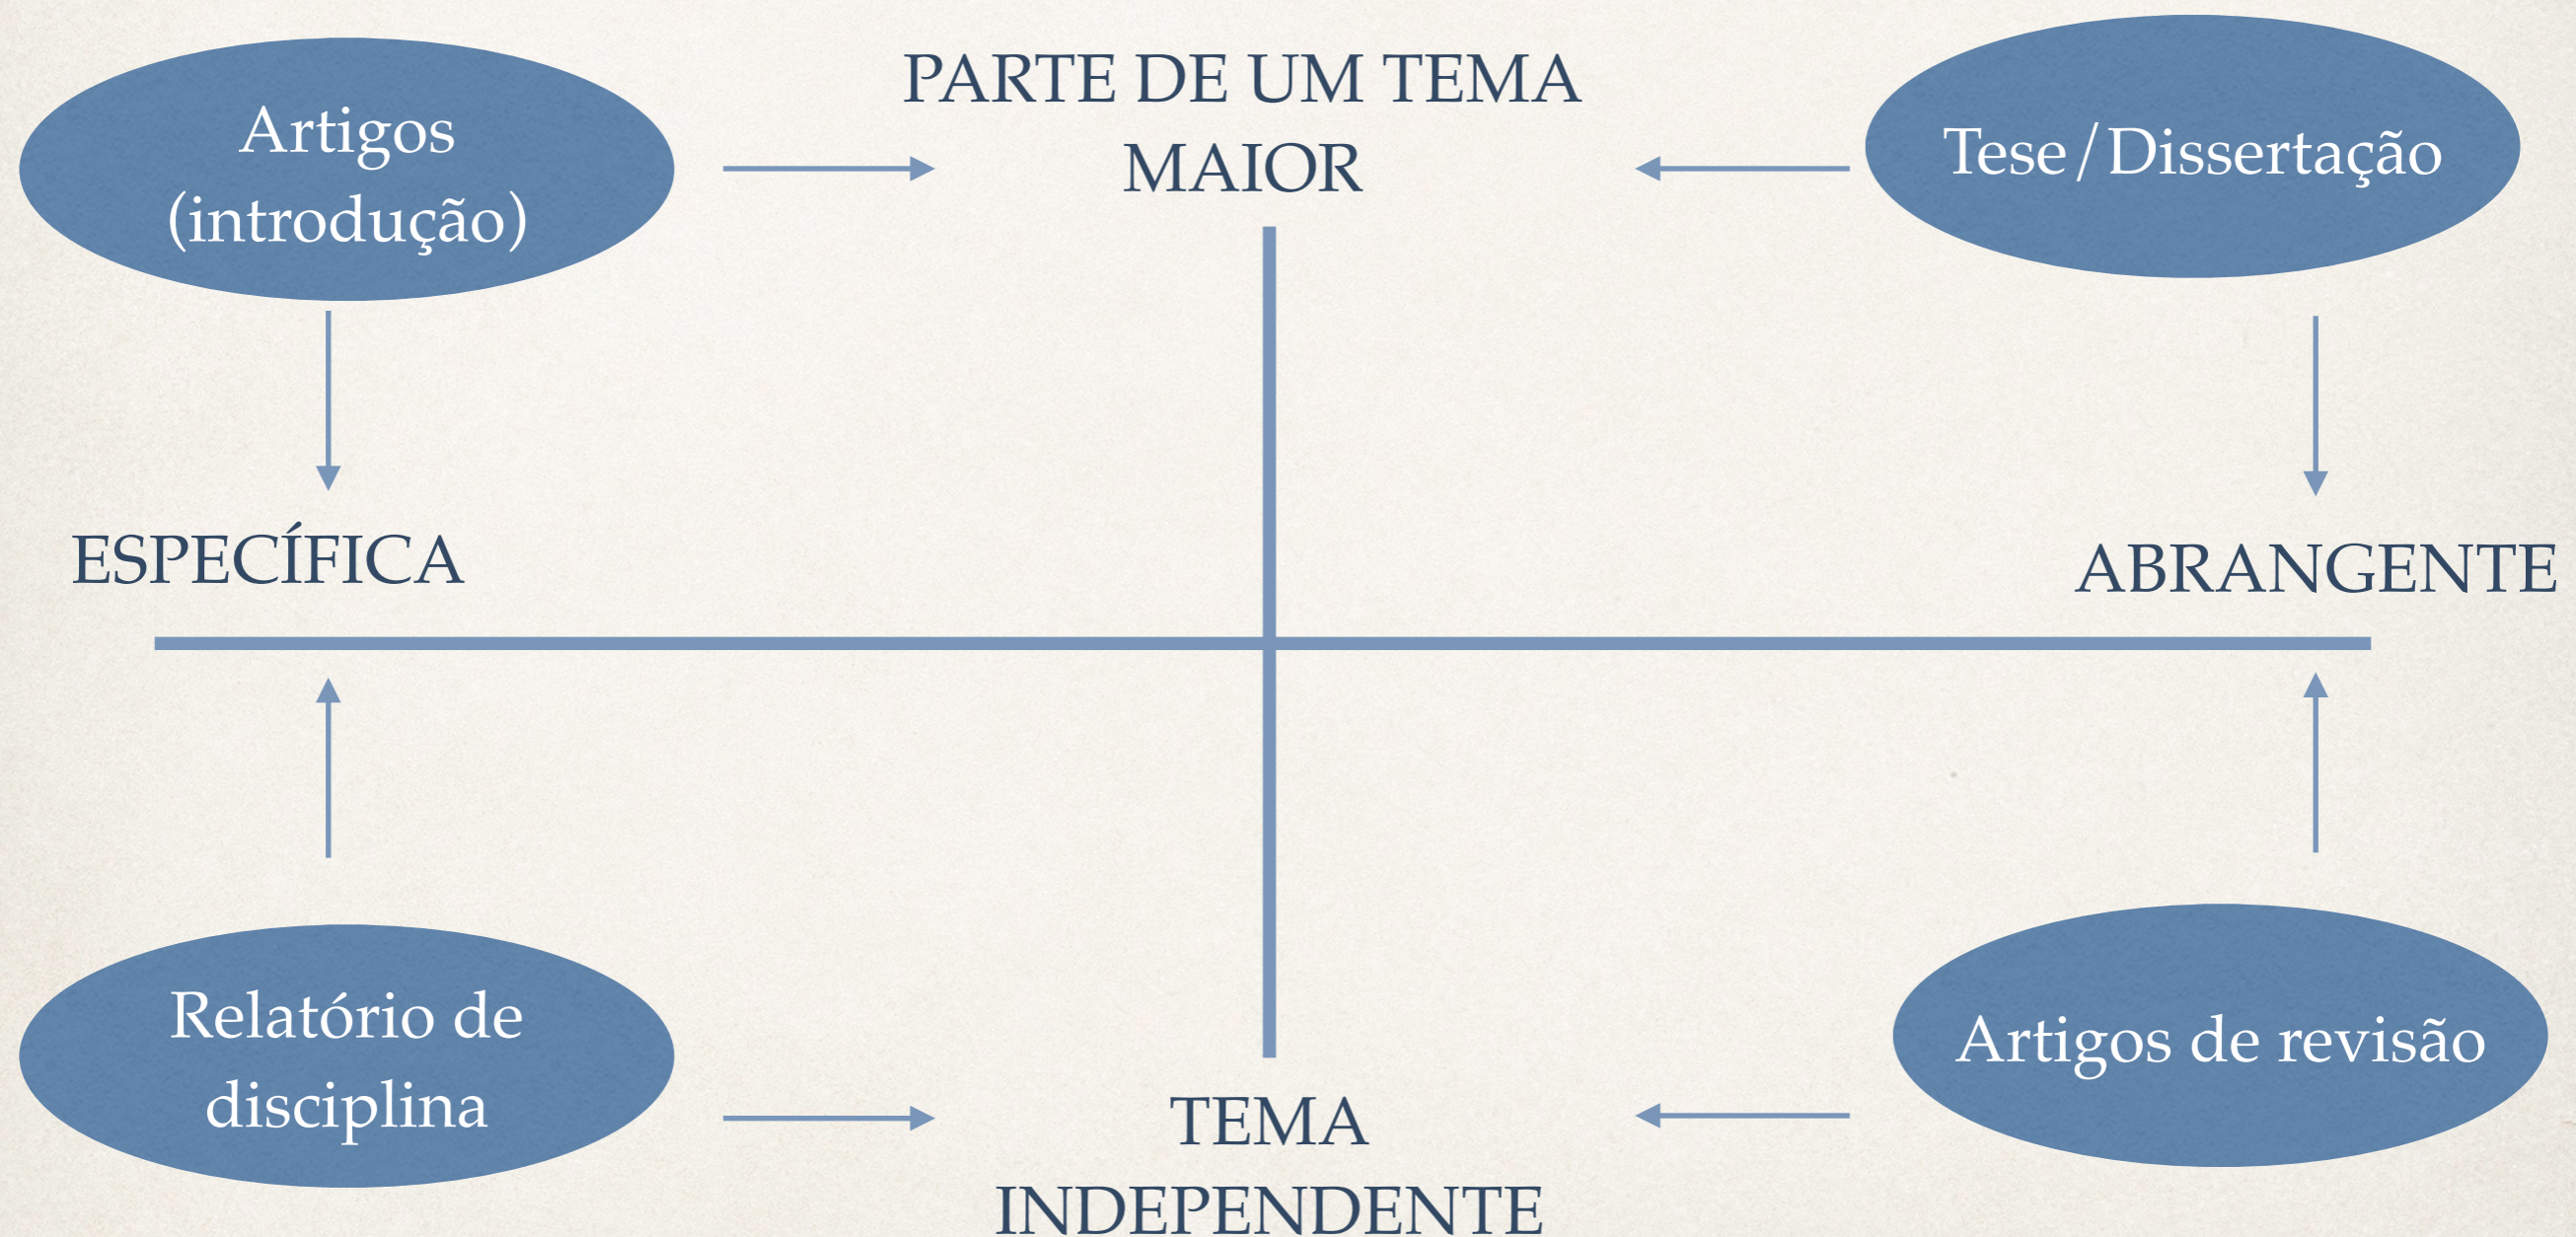 Artigos
(introdução)
PARTE DE UM TEMA
MAIOR
Tese/Dissertação
ESPECÍFICA
ABRANGENTE
Relatório de
disciplina
TEMA
INDEPENDENTE
Artigos de revisão